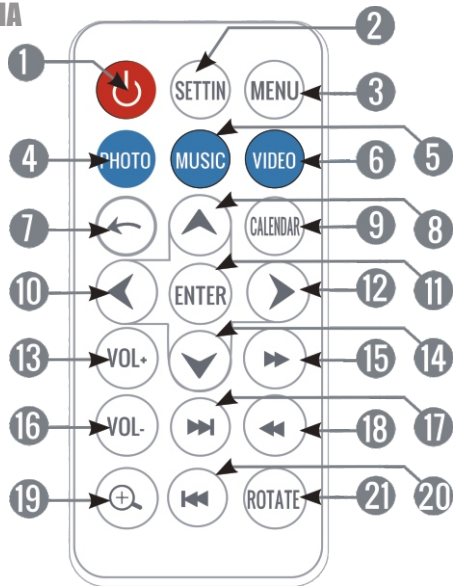 IA
2
1
SETTIN
MENU
3
4
PHOTO
MUSIC
VIDEO
6
5
7
CALENDAR
9
8
10
ENTER
12
11
13
VOL+
15
14
16
VOL-
18
17
19
ROTATE
21
20